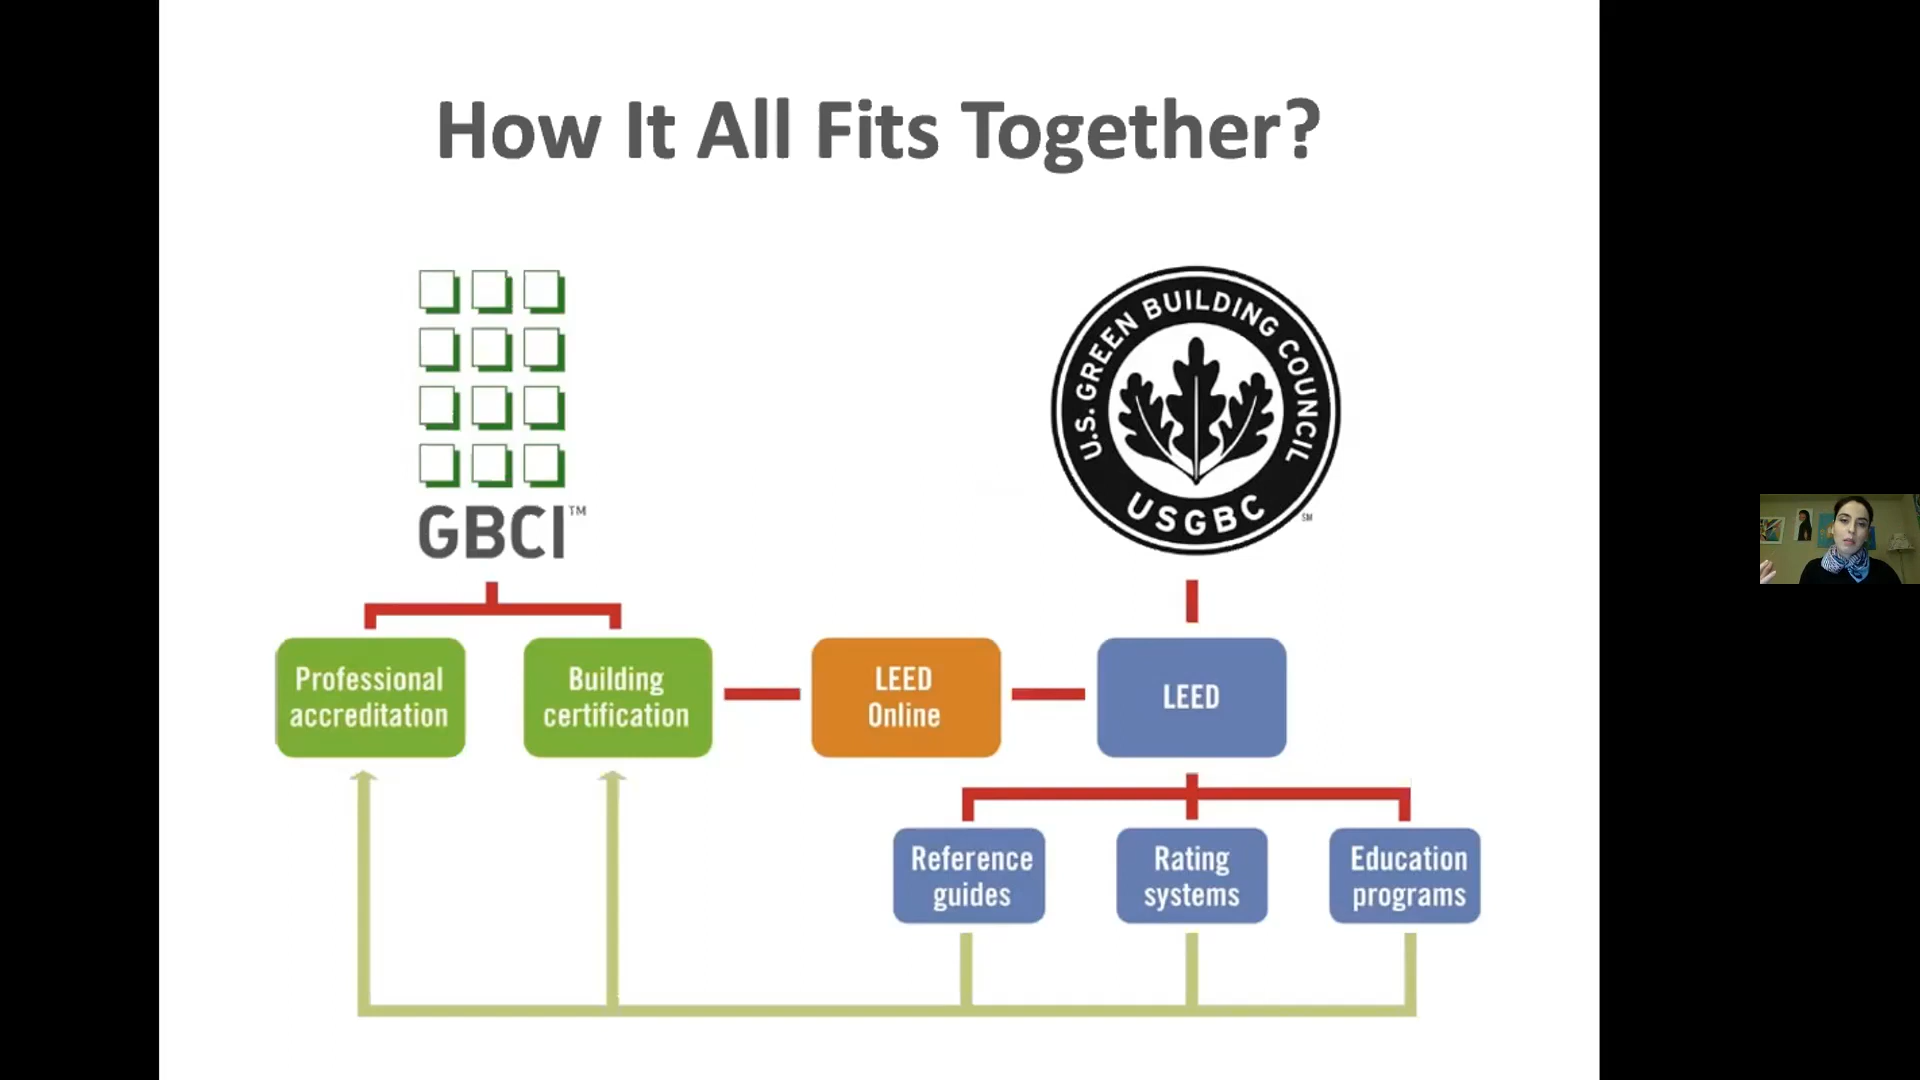 How It All Fits Together?
GBCI™
U.S. GREEN BUILDING COUNCIL
USGBC
SM
Professional
accreditation
Building
certification
LEED
Online
LEED
Reference
guides
Rating
systems
Education
programs